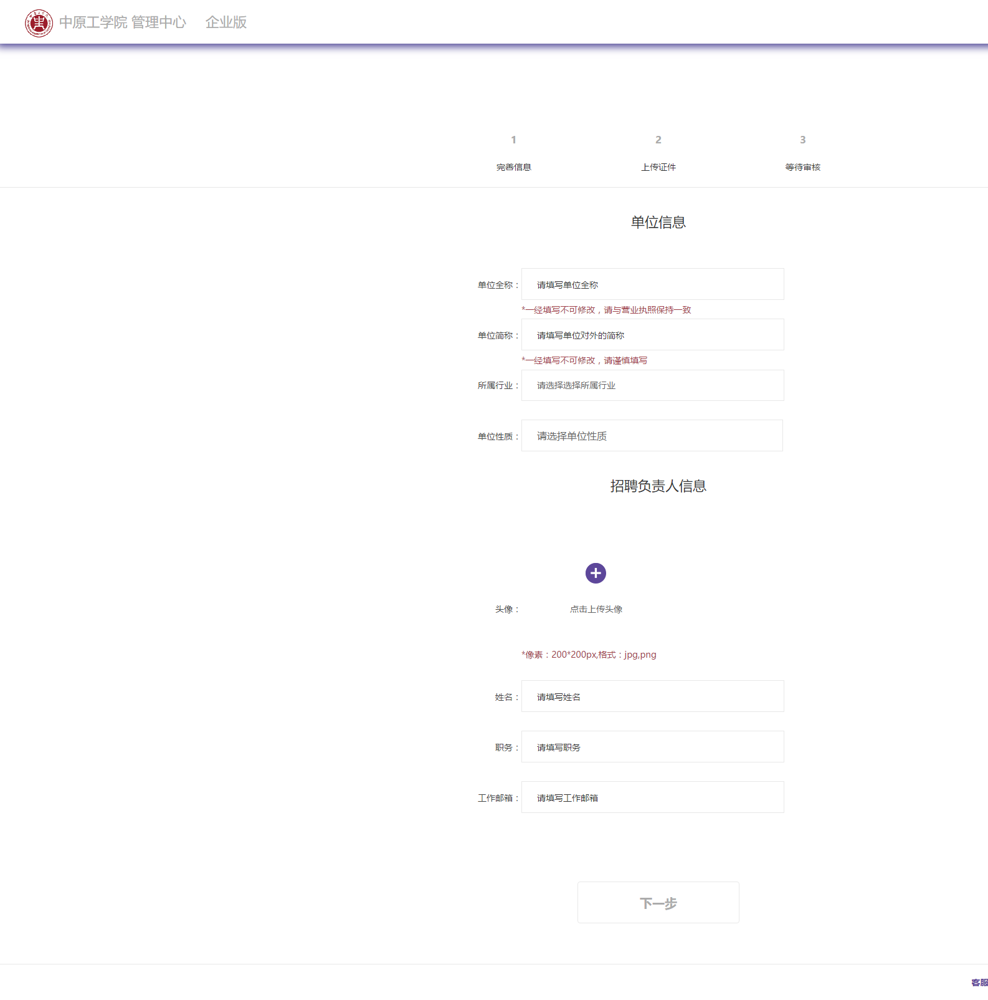 中原工学院 管理中心 企业版
1 2 3
完善信息 上传证件 等待审核
单位信息
单位全称： 请填写单位全称
*一经填写不可修改，请与营业执照保持一致
单位简称： 请填写单位对外的简称
*一经填写不可修改，请谨慎填写
所属行业： 请选择选择所属行业
单位性质： 请选择单位性质
招聘负责人信息
头像： 点击上传头像
*像素：200*200px,格式：jpg,png
姓名： 请填写姓名
职务： 请填写职务
工作邮箱： 请填写工作邮箱
下一步
客服